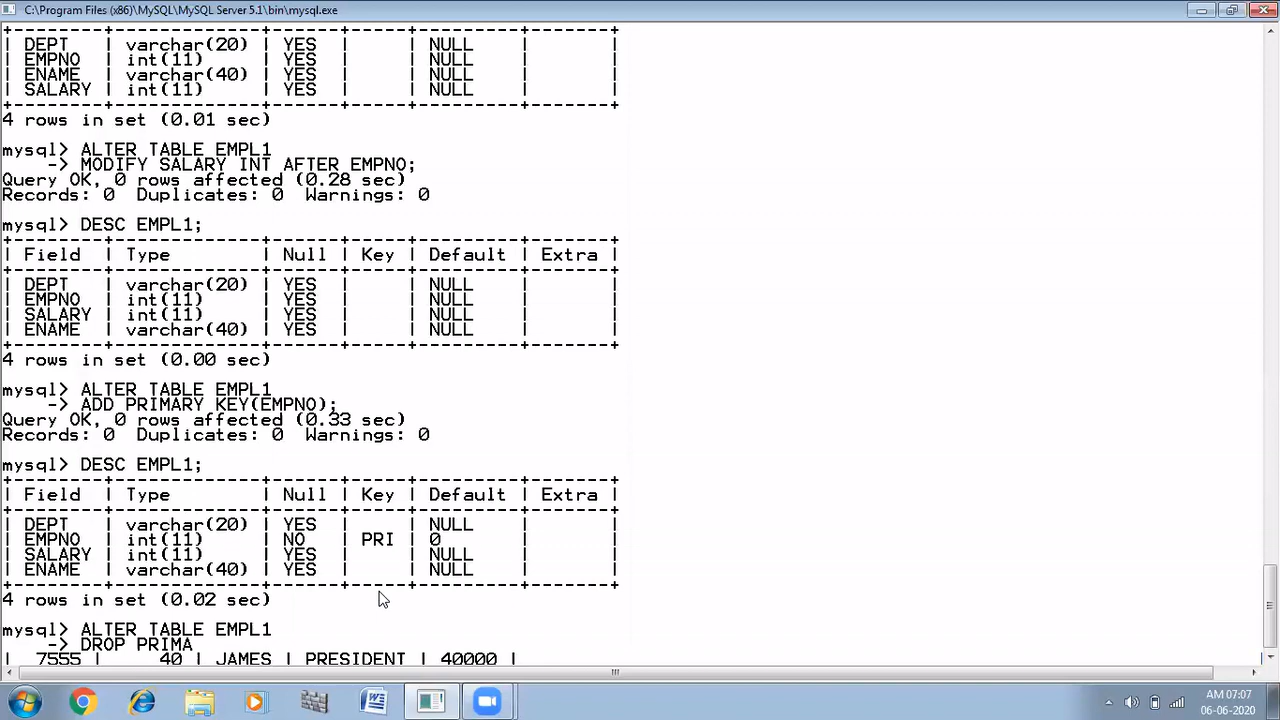 C:\Program Files (x86)\MySQL\MySQL Server 5.1\bin\mysql.exe
+----------+----------------+--------+-------+-----------+---------+
| DEPT | varchar(20) | YES | | NULL | |
| EMPNO | int(11) | YES | | NULL | |
| ENAME | varchar(40) | YES | | NULL | |
| SALARY | int(11) | YES | | NULL | |
+----------+----------------+--------+-------+-----------+---------+
4 rows in set (0.01 sec)
mysql> ALTER TABLE EMPL1
-> MODIFY SALARY INT AFTER EMPNO;
Query OK, 0 rows affected (0.28 sec)
Records: 0 Duplicates: 0 Warnings: 0
mysql> DESC EMPL1;
+----------+----------------+--------+-------+-----------+---------+
| Field | Type | Null | Key | Default | Extra |
+----------+----------------+--------+-------+-----------+---------+
| DEPT | varchar(20) | YES | | NULL | |
| EMPNO | int(11) | YES | | NULL | |
| SALARY | int(11) | YES | | NULL | |
| ENAME | varchar(40) | YES | | NULL | |
+----------+----------------+--------+-------+-----------+---------+
4 rows in set (0.00 sec)
mysql> ALTER TABLE EMPL1
-> ADD PRIMARY KEY(EMPNO);
Query OK, 0 rows affected (0.33 sec)
Records: 0 Duplicates: 0 Warnings: 0
mysql> DESC EMPL1;
+----------+----------------+--------+-------+-----------+---------+
| Field | Type | Null | Key | Default | Extra |
+----------+----------------+--------+-------+-----------+---------+
| DEPT | varchar(20) | YES | | NULL | |
| EMPNO | int(11) | NO | PRI | 0 | |
| SALARY | int(11) | YES | | NULL | |
| ENAME | varchar(40) | YES | | NULL | |
+----------+----------------+--------+-------+-----------+---------+
4 rows in set (0.02 sec)
mysql> ALTER TABLE EMPL1
-> DROP PRIMA
| 7555 | 40 | JAMES | PRESIDENT | 40000 |
AM 07:07
06-06-2020